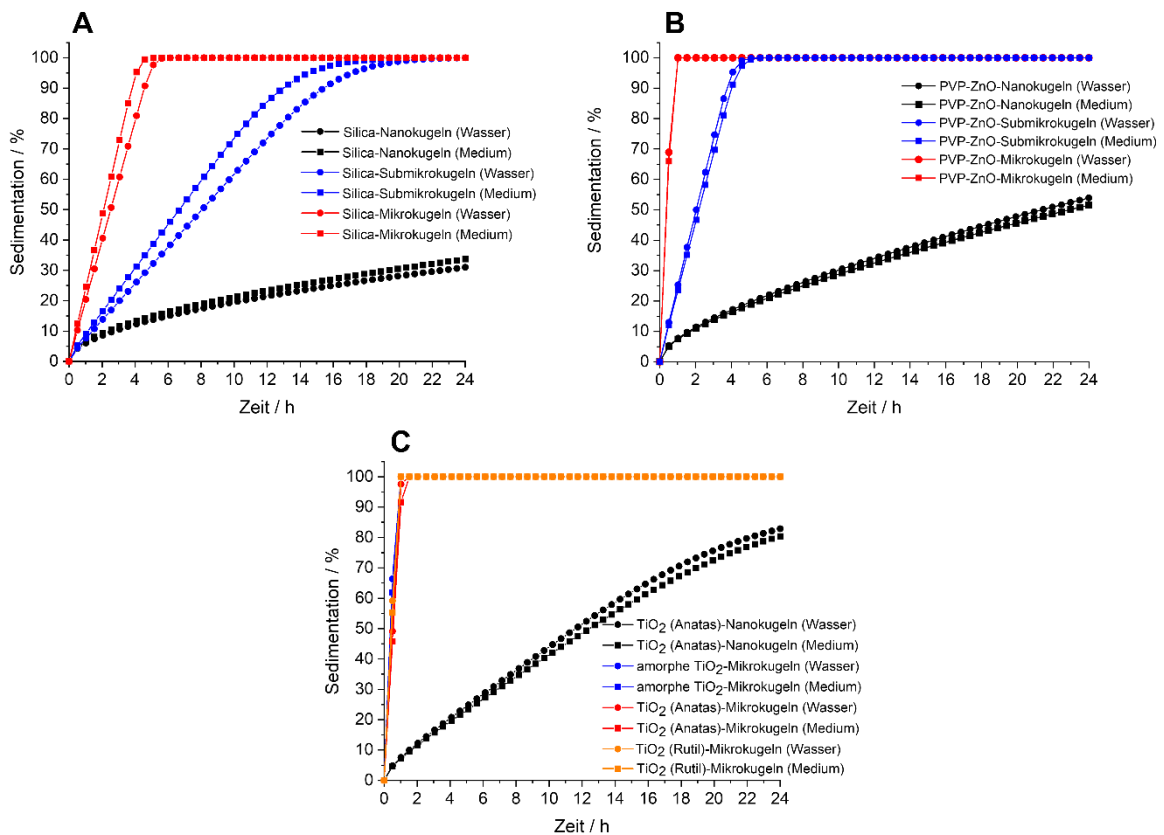 A
Sedimentation / %
100
90
80
70
60
50
40
30
20
10
0
Silica-Nanokugeln (Wasser)
Silica-Nanokugeln (Medium)
Silica-Submikrokugeln (Wasser)
Silica-Submikrokugeln (Medium)
Silica-Mikrokugeln (Wasser)
Silica-Mikrokugeln (Medium)
0 2 4 6 8 10 12 14 16 18 20 22 24
Zeit / h
B
Sedimentation / %
100
90
80
70
60
50
40
30
20
10
0
PVP-ZnO-Nanokugeln (Wasser)
PVP-ZnO-Nanokugeln (Medium)
PVP-ZnO-Submikrokugeln (Wasser)
PVP-ZnO-Submikrokugeln (Medium)
PVP-ZnO-Mikrokugeln (Wasser)
PVP-ZnO-Mikrokugeln (Medium)
0 2 4 6 8 10 12 14 16 18 20 22 24
Zeit / h
C
Sedimentation / %
100
90
80
70
60
50
40
30
20
10
0
TiO2 (Anatas)-Nanokugeln (Wasser)
TiO2 (Anatas)-Nanokugeln (Medium)
amorphe TiO2-Mikrokugeln (Wasser)
amorphe TiO2-Mikrokugeln (Medium)
TiO2 (Anatas)-Mikrokugeln (Wasser)
TiO2 (Anatas)-Mikrokugeln (Medium)
TiO2 (Rutil)-Mikrokugeln (Wasser)
TiO2 (Rutil)-Mikrokugeln (Medium)
0 2 4 6 8 10 12 14 16 18 20 22 24
Zeit / h